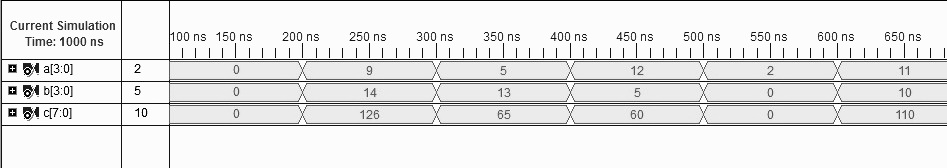 Current Simulation
Time: 1000 ns
100 ns 150 ns 200 ns 250 ns 300 ns 350 ns 400 ns 450 ns 500 ns 550 ns 600 ns 650 ns
a[3:0] 2 0 9 5 12 2 11
b[3:0] 5 0 14 13 5 0 10
c[7:0] 10 0 126 65 60 0 110